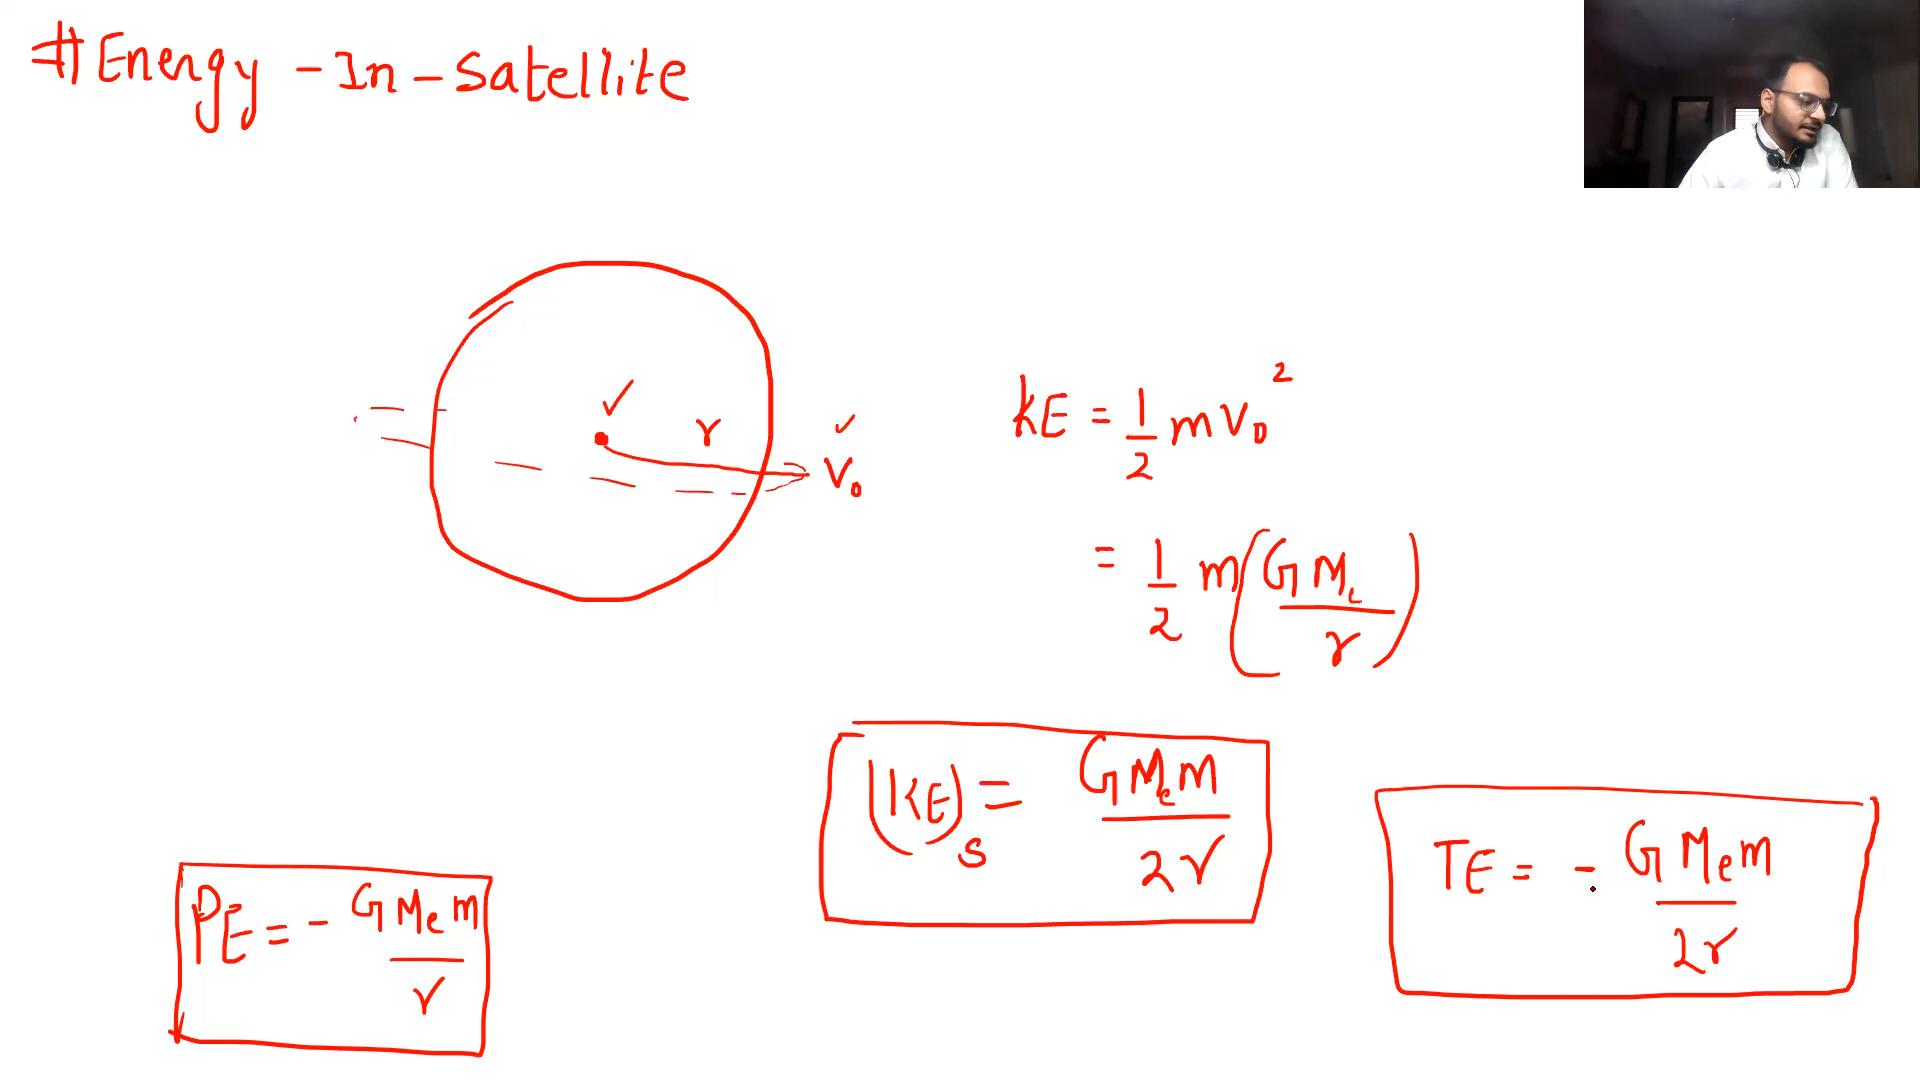 #Energy-In-Satellite
r
V₀
KE = 1/2 mV₀²
= 1/2 m(GMe/r)
(KE)s = GMem/2r
TE = - GMem/2r
PE = - GMem/r